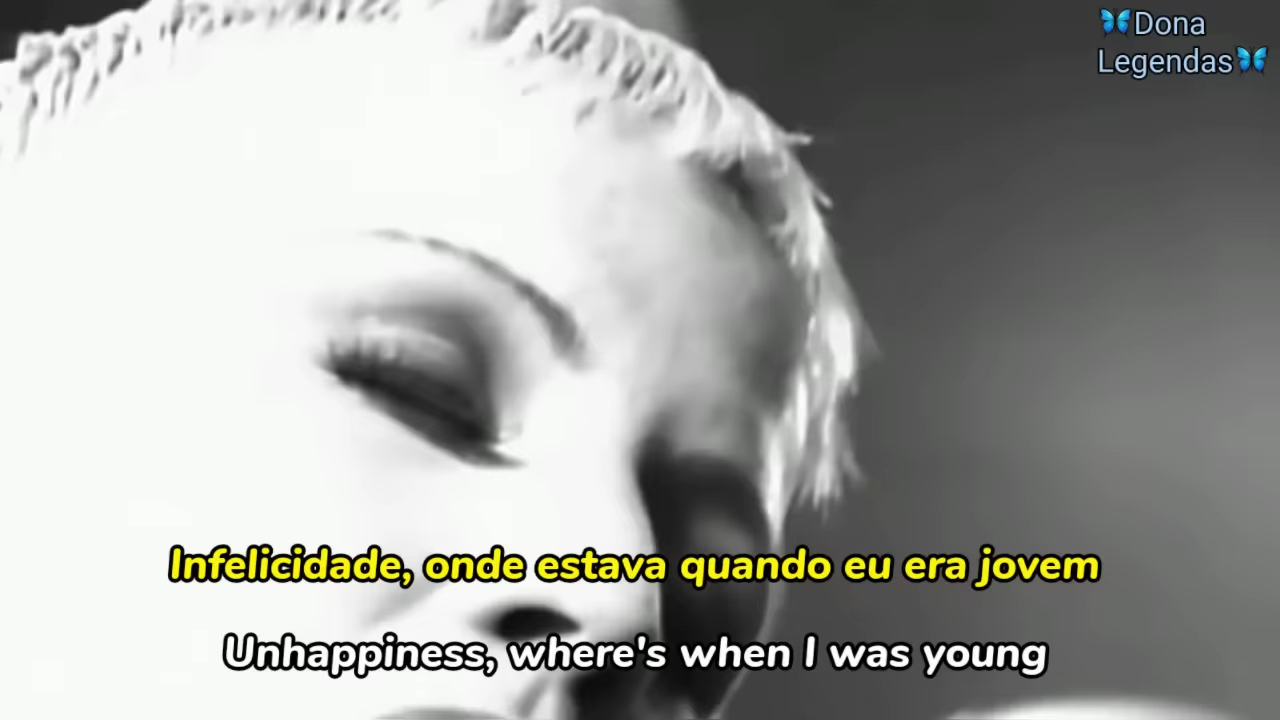 🦋Dona
Legendas🦋
Infelicidade, onde estava quando eu era jovem
Unhappiness, where's when I was young